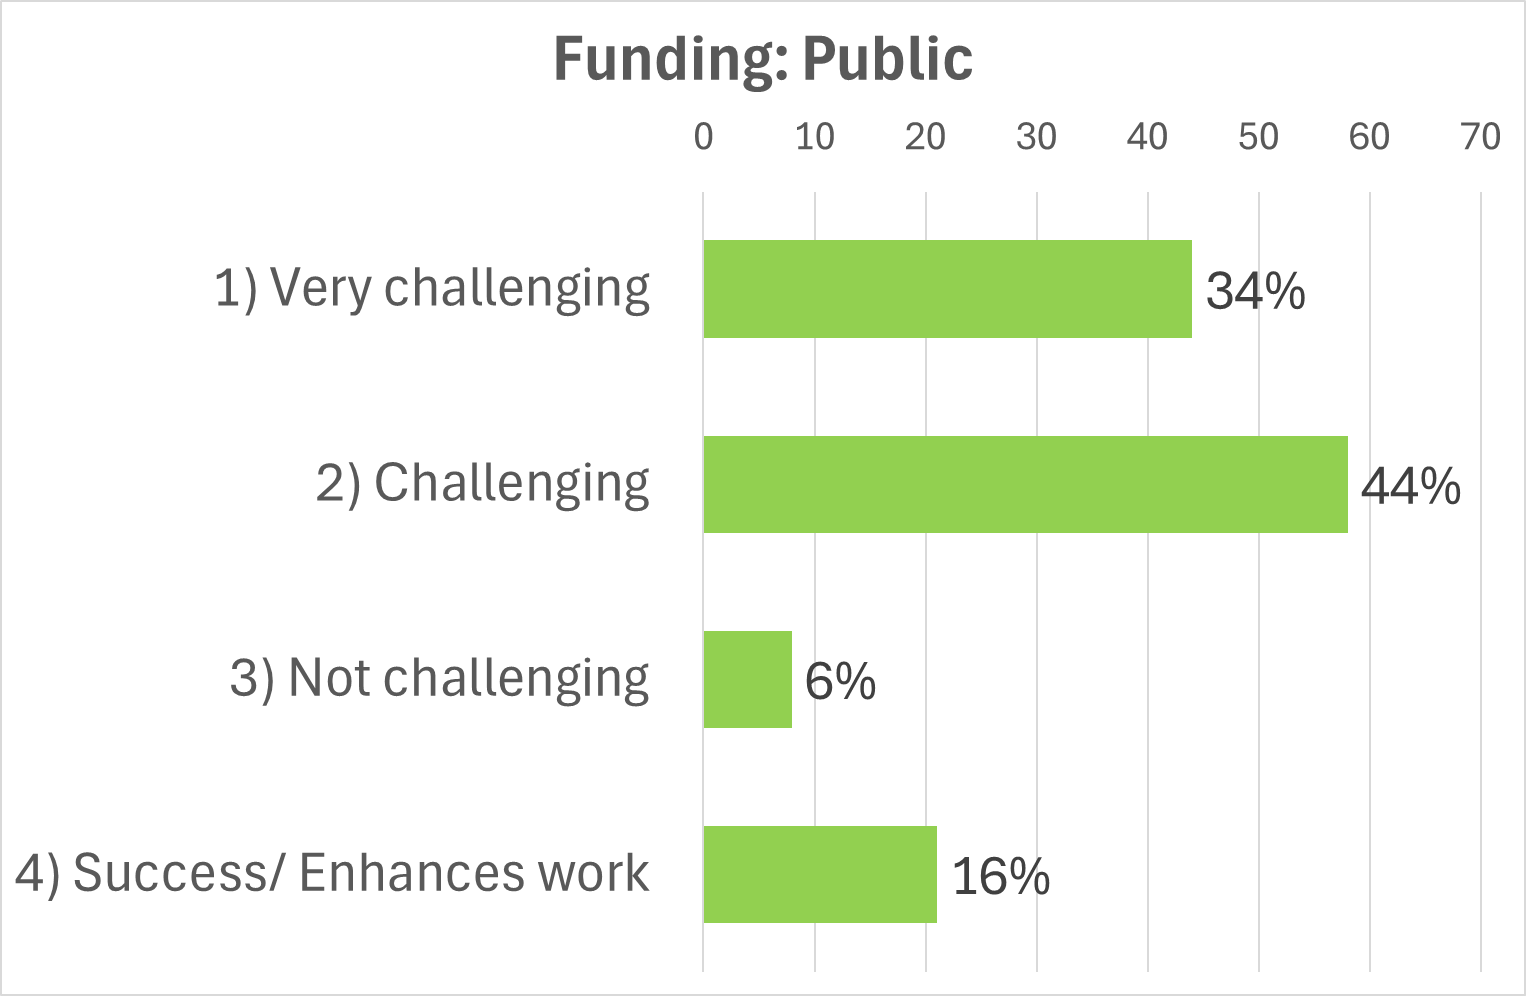 Funding: Public
0 10 20 30 40 50 60 70
1) Very challenging 34%
2) Challenging 44%
3) Not challenging 6%
4) Success/ Enhances work 16%